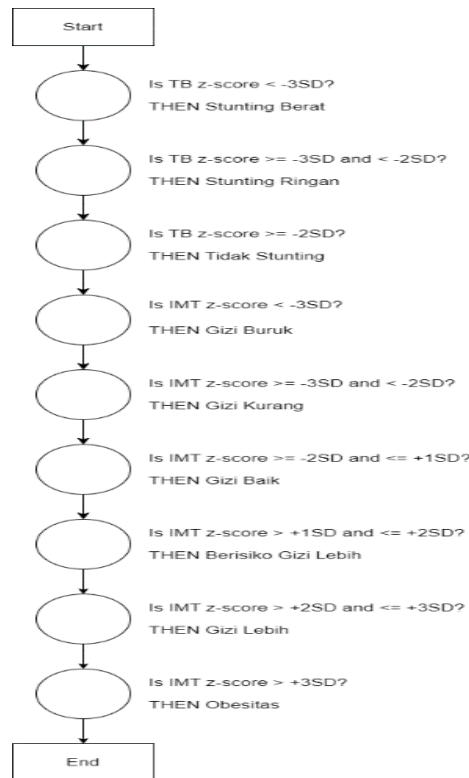 Start
Is TB z-score < -3SD?
THEN Stunting Berat
Is TB z-score >= -3SD and < -2SD?
THEN Stunting Ringan
Is TB z-score >= -2SD?
THEN Tidak Stunting
Is IMT z-score < -3SD?
THEN Gizi Buruk
Is IMT z-score >= -3SD and < -2SD?
THEN Gizi Kurang
Is IMT z-score >= -2SD and <= +1SD?
THEN Gizi Baik
Is IMT z-score > +1SD and <= +2SD?
THEN Berisiko Gizi Lebih
Is IMT z-score > +2SD and <= +3SD?
THEN Gizi Lebih
Is IMT z-score > +3SD?
THEN Obesitas
End